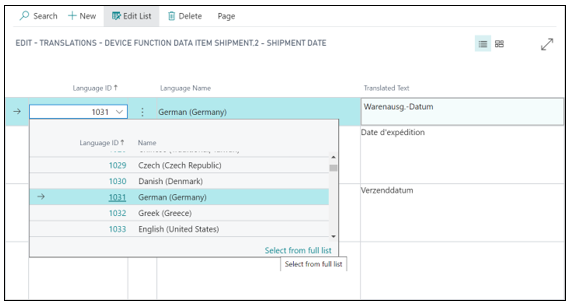 Search + New Edit List Delete Page
EDIT - TRANSLATIONS - DEVICE FUNCTION DATA ITEM SHIPMENT,2 - SHIPMENT DATE
Language ID ↑ Language Name Translated Text
→ 1031 German (Germany) Warenausg.-Datum
Date d'expédition
Language ID ↑ Name
1029 Czech (Czech Republic)
1030 Danish (Denmark)
Verzenddatum
→ 1031 German (Germany)
1032 Greek (Greece)
1033 English (United States)
Select from full list
Select from full list